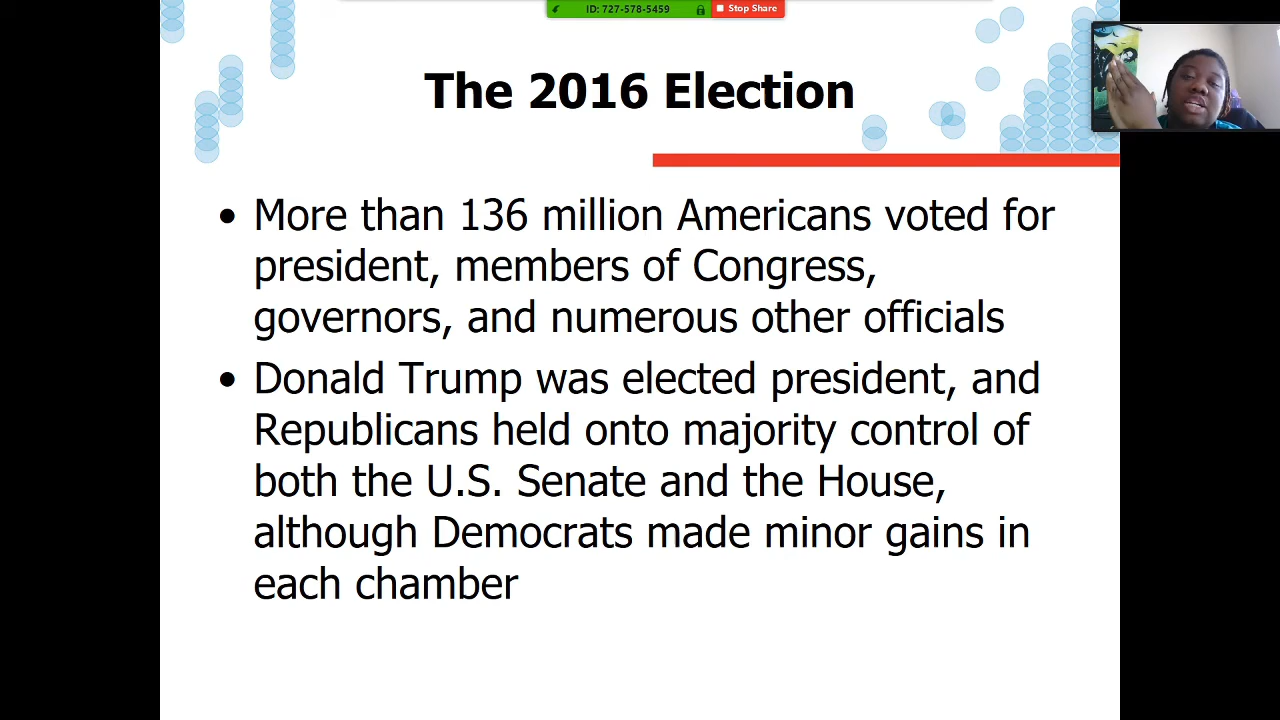 ID: 727-578-5459 Stop Share
The 2016 Election
• More than 136 million Americans voted for
president, members of Congress,
governors, and numerous other officials
• Donald Trump was elected president, and
Republicans held onto majority control of
both the U.S. Senate and the House,
although Democrats made minor gains in
each chamber